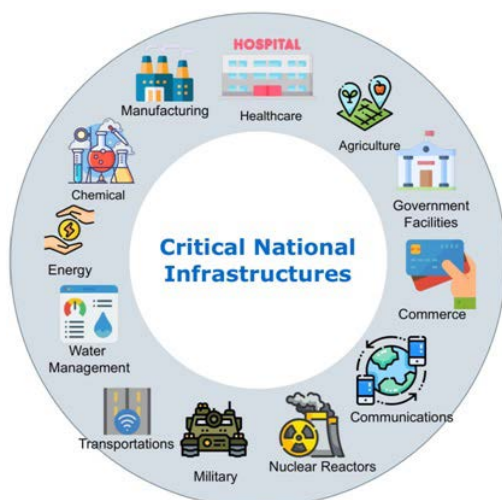 HOSPITAL
Manufacturing
Healthcare
Agriculture
Government
Facilities
Commerce
Communications
Nuclear Reactors
Military
Transportations
Water
Management
Energy
Chemical
Critical National
Infrastructures